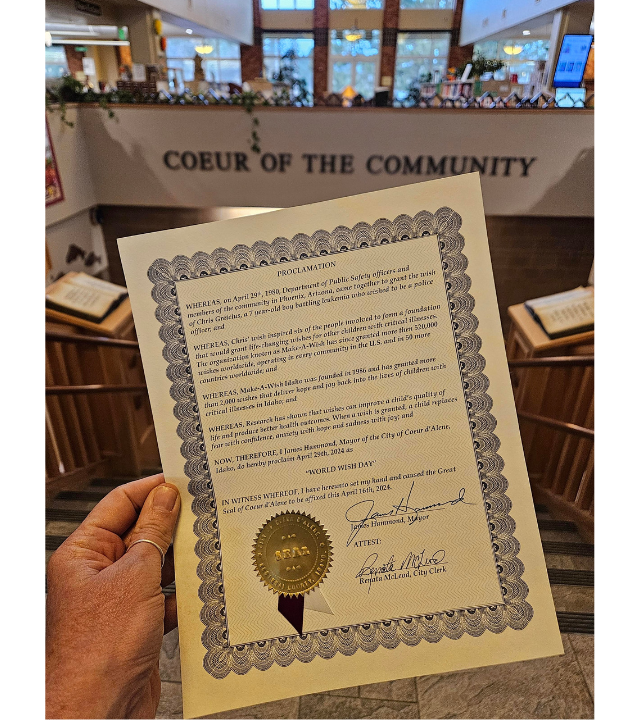 COEUR OF THE COMMUNITY
PROCLAMATION
WHEREAS, on April 29th, 1980, Department of Public Safety officers and
members of the community in Phoenix, Arizona, came together to grant the wish
of Chris Greicius, a 7 year-old boy battling leukemia who wished to be a police
officer; and
WHEREAS, Chris' wish inspired six of the people involved to form a foundation
that would grant life-changing wishes for other children with critical illnesses.
The organization known as Make-A-Wish has since granted more than 520,000
wishes worldwide, operating in every community in the U.S. and in 50 more
countries worldwide; and
WHEREAS, Make-A-Wish Idaho was founded in 1986 and has granted more
than 2,000 wishes that deliver hope and joy back into the lives of children with
critical illnesses in Idaho; and
WHEREAS, Research has shown that wishes can improve a child's quality of
life and produce better health outcomes. When a wish is granted, a child replaces
fear with confidence, anxiety with hope and sadness with joy; and
NOW, THEREFORE, I James Hammond, Mayor of the City of Coeur d'Alene,
Idaho, do hereby proclaim April 29th, 2024 as
"WORLD WISH DAY"
IN WITNESS WHEREOF, I have hereunto set my hand and caused the Great
Seal of Coeur d'Alene to be affixed this April 16th, 2024.
James Hammond
James Hammond, Mayor
ATTEST:
Renata McLeod
Renata McLeod, City Clerk
SEAL